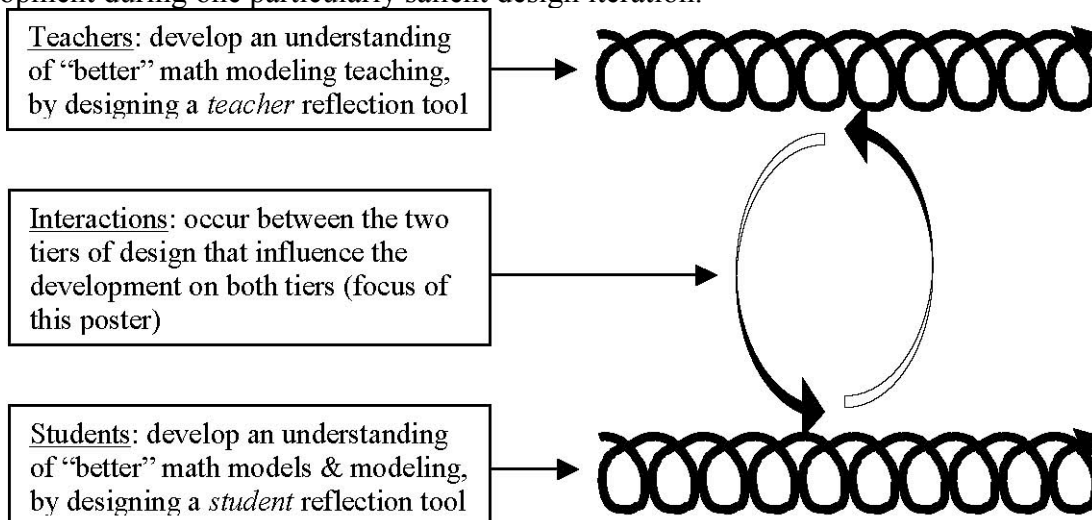 opment during one particularly salient design iteration.
Teachers: develop an understanding
of “better” math modeling teaching,
by designing a teacher reflection tool
Interactions: occur between the two
tiers of design that influence the
development on both tiers (focus of
this poster)
Students: develop an understanding
of “better” math models & modeling,
by designing a student reflection tool